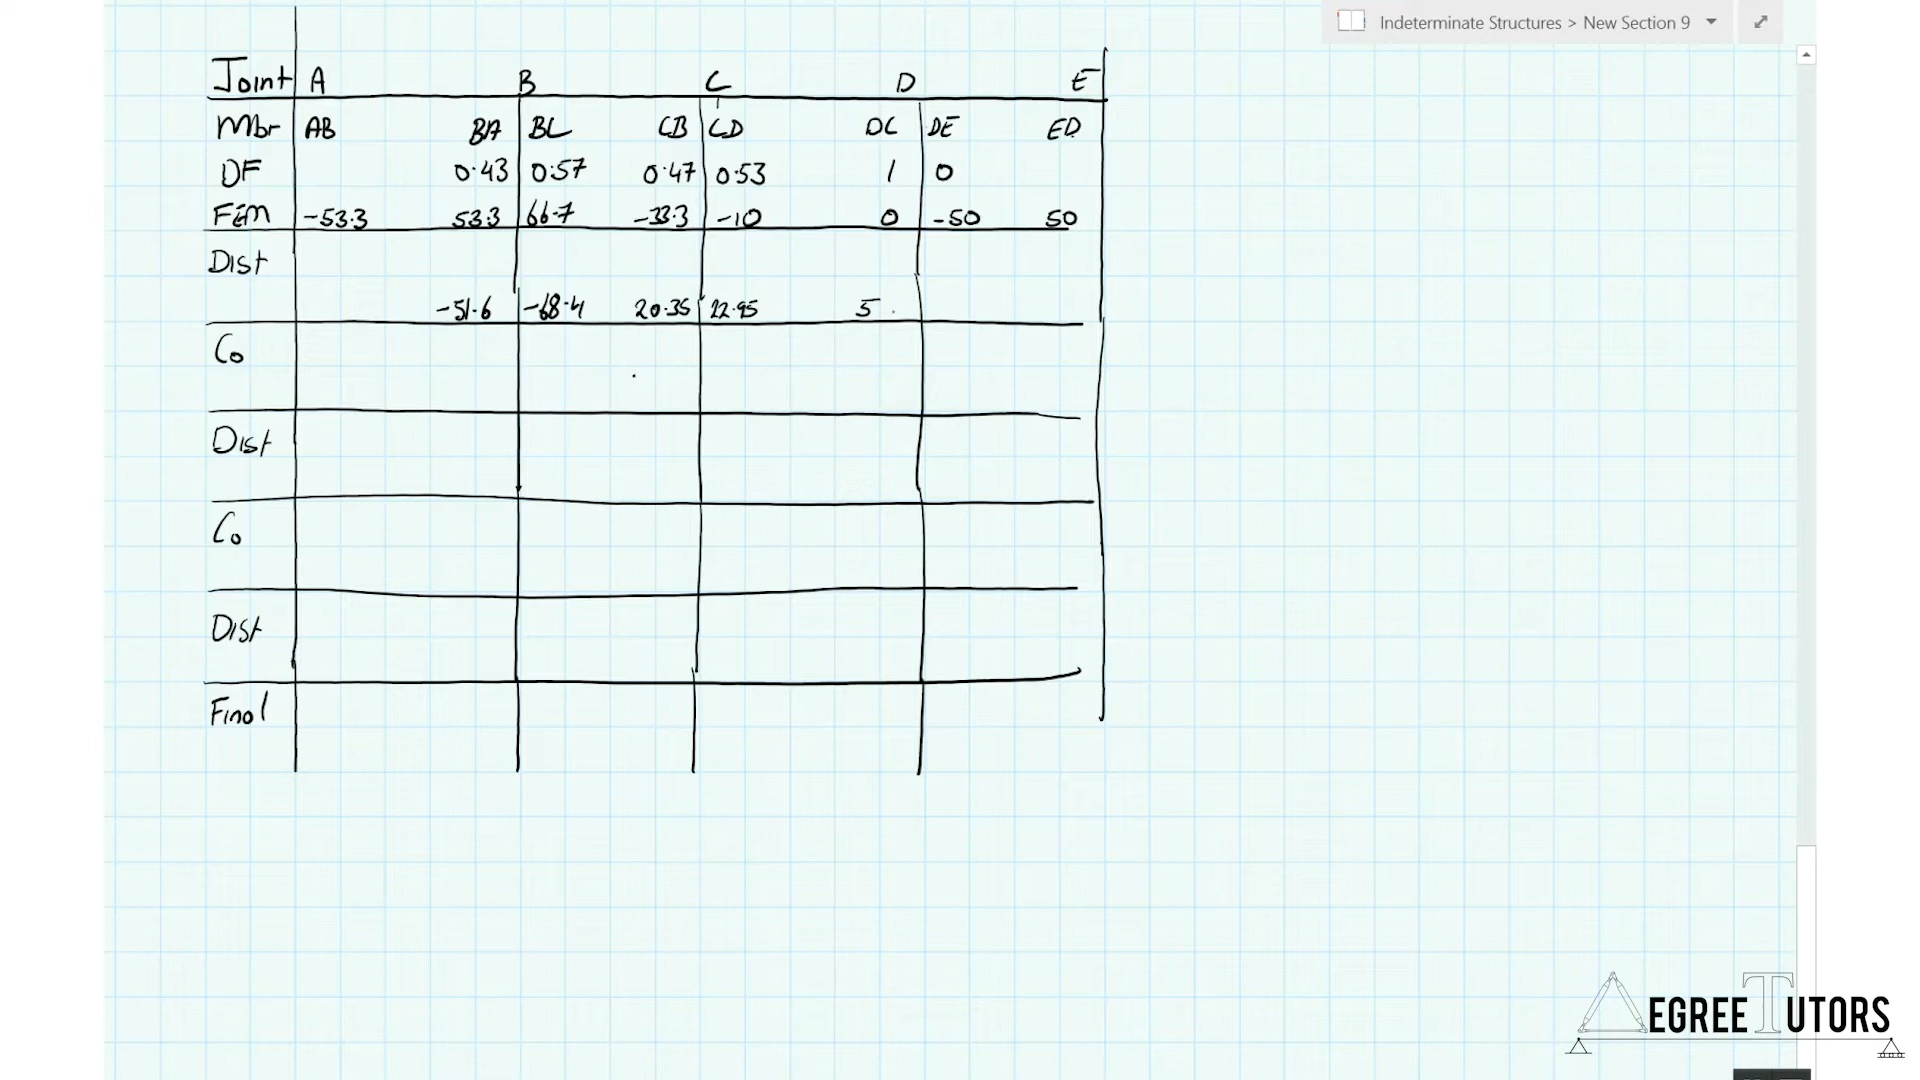 Indeterminate Structures > New Section 9
Joint A B C D E
Mbr AB BA BC CB CD DC DE ED
DF 0.43 0.57 0.47 0.53 1 0
FEM -53.3 53.3 66.7 -33.3 -10 0 -50 50
Dist
-51.6 -68.4 20.35 22.95 5
Co
Dist
Co
Dist
Final
DEGREE TUTORS